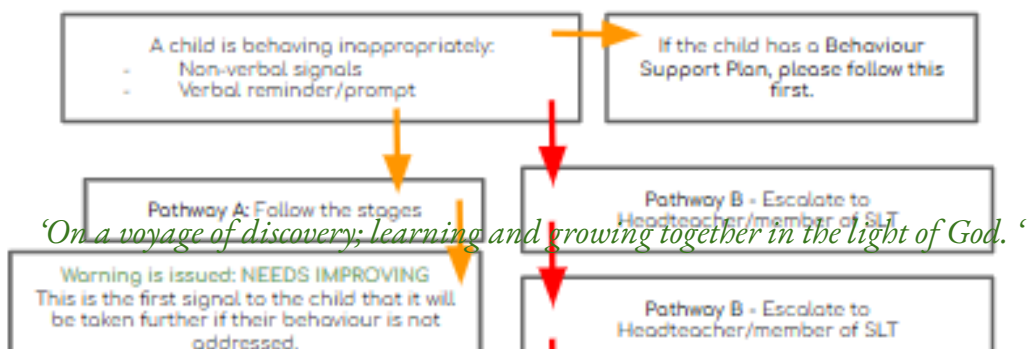 A child is behaving inappropriately:
- Non-verbal signals
- Verbal reminder/prompt
If the child has a Behaviour
Support Plan, please follow this
first.
Pathway A: Follow the stages
Pathway B - Escalate to
Headteacher/member of SLT
‘On a voyage of discovery; learning and growing together in the light of God. ‘
Warning is issued: NEEDS IMPROVING
This is the first signal to the child that it will
be taken further if their behaviour is not
addressed.
Pathway B - Escalate to
Headteacher/member of SLT